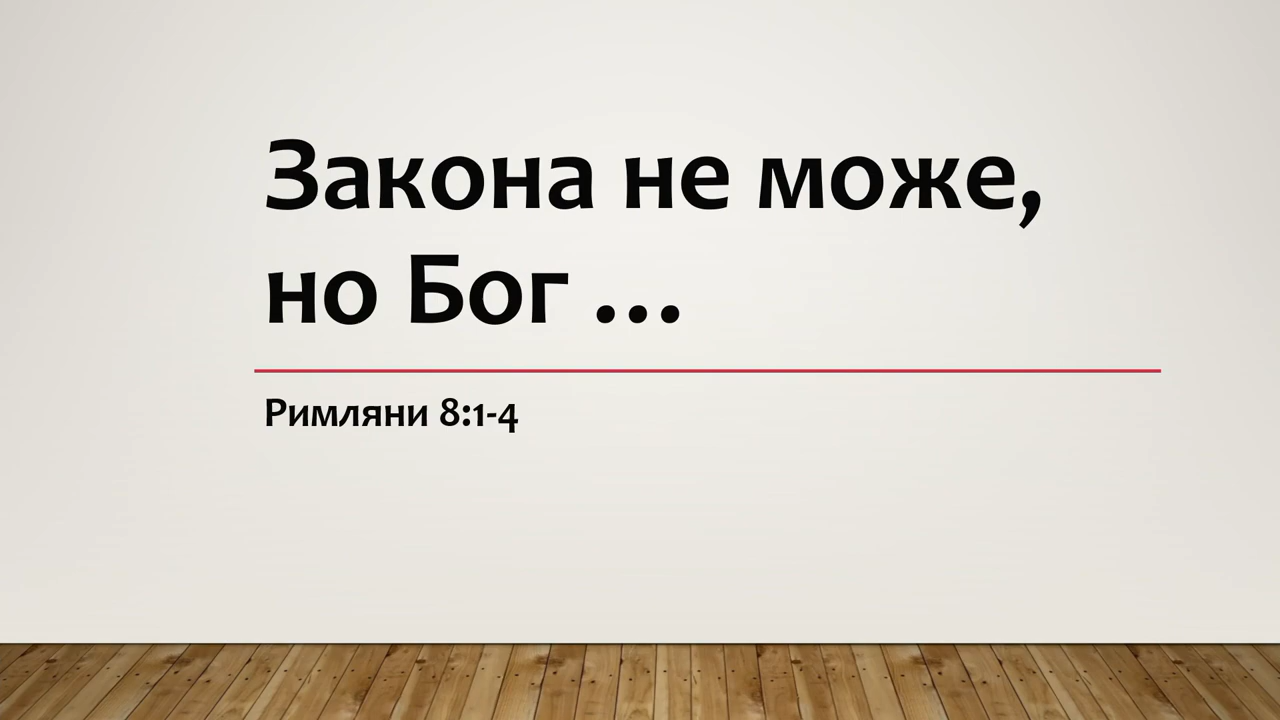 Закона не може,
но Бог ...
Римляни 8:1-4